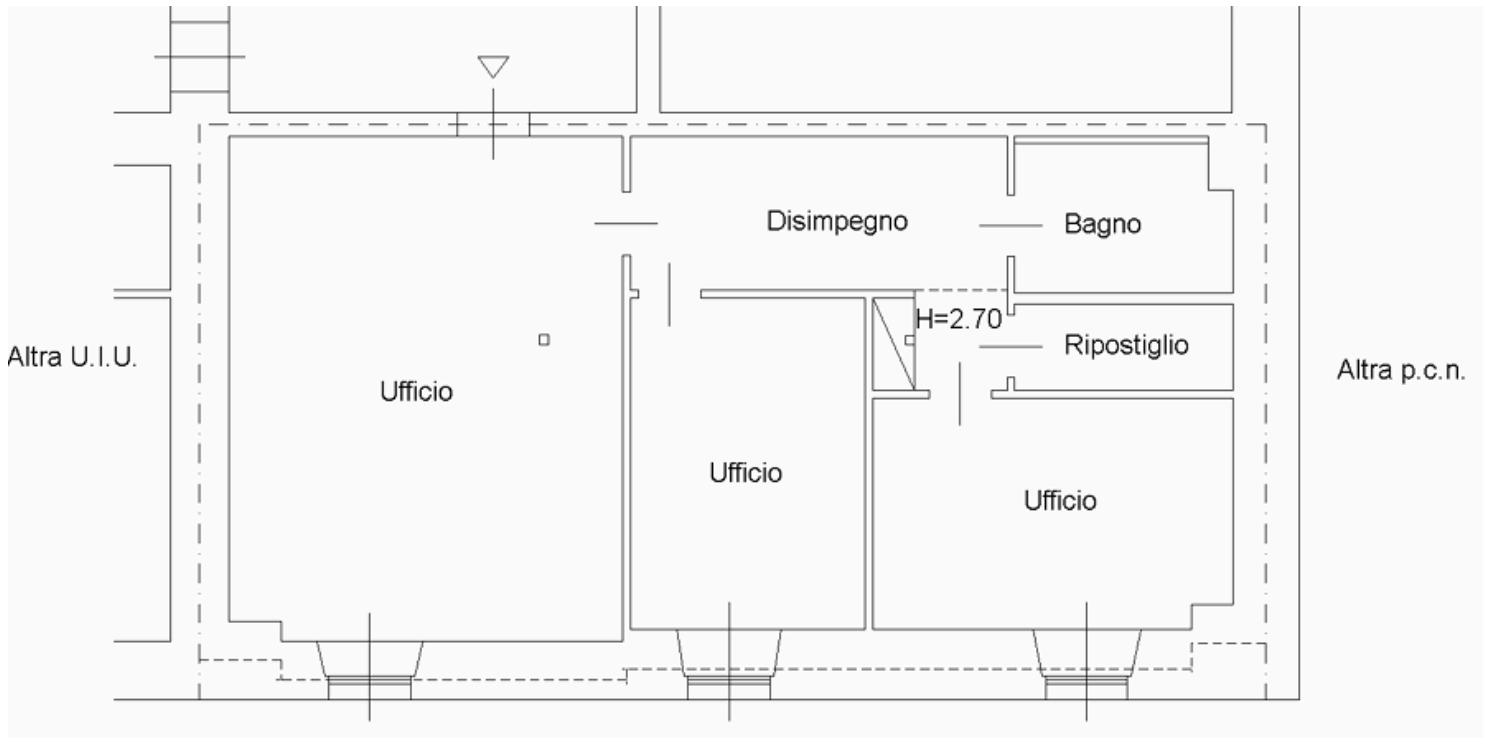 Disimpegno
Bagno
H=2.70
Ripostiglio
Altra U.I.U.
Altra p.c.n.
Ufficio
Ufficio
Ufficio